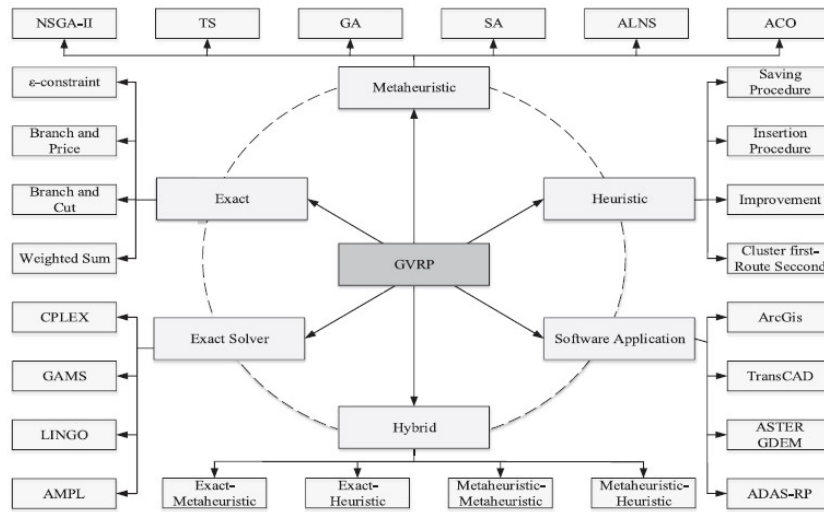 NSGA-II
TS
GA
SA
ALNS
ACO
ε-constraint
Metaheuristic
Saving
Procedure
Branch and
Price
Insertion
Procedure
Branch and
Cut
Exact
Heuristic
Improvement
Weighted Sum
GVRP
Cluster first-
Route Seccond
CPLEX
Exact Solver
Software Application
ArcGis
GAMS
TransCAD
LINGO
Hybrid
ASTER
GDEM
AMPL
Exact-
Metaheuristic
Exact-
Heuristic
Metaheuristic-
Metaheuristic
Metaheuristic-
Heuristic
ADAS-RP